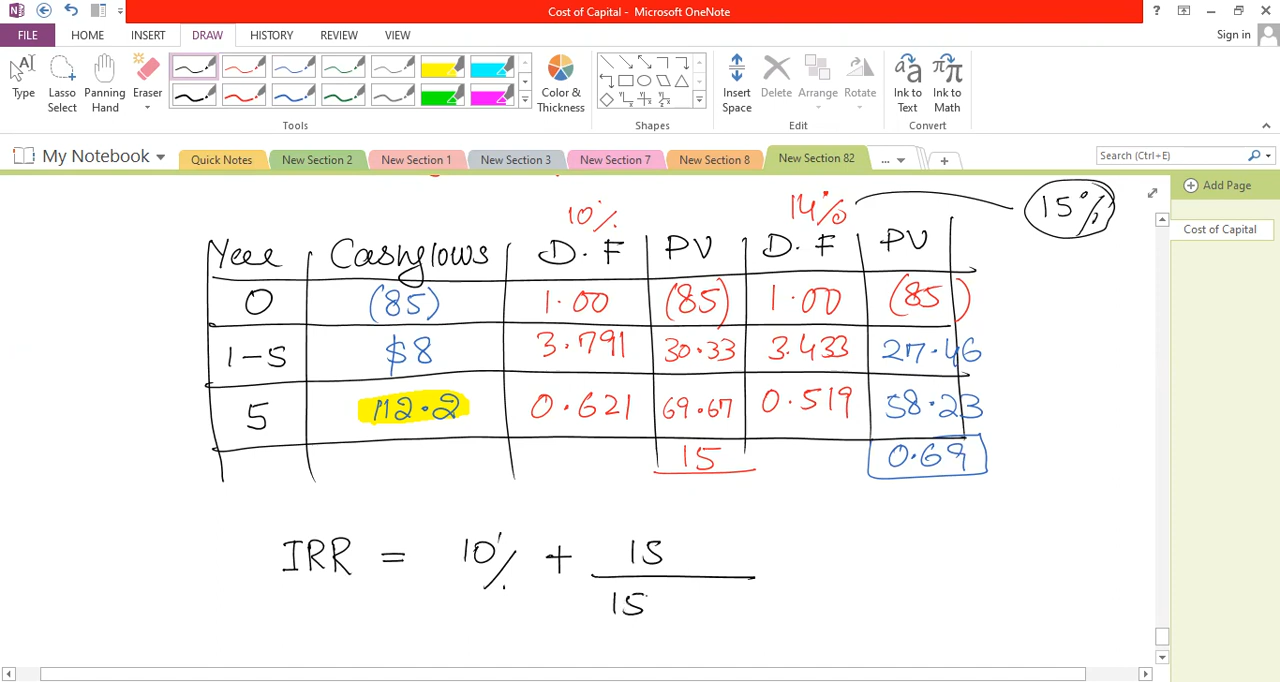 Cost of Capital - Microsoft OneNote
FILE HOME INSERT DRAW HISTORY REVIEW VIEW
Sign in
Type
Lasso Select
Panning Hand
Eraser
Color & Thickness
Insert Space
Delete
Arrange
Rotate
Ink to Text
Ink to Math
Tools Shapes Edit Convert
My Notebook Quick Notes New Section 2 New Section 1 New Section 3 New Section 7 New Section 8 New Section 82 ...
Search (Ctrl+E)
Add Page
Cost of Capital
10% 14% 15%
Year Cashflows D.F PV D.F PV
0 (85) 1.00 (85) 1.00 (85)
1-5 $8 3.791 30.33 3.433 27.46
5 112.2 0.621 69.67 0.519 58.23
15 0.69
IRR = 10% + 15
15